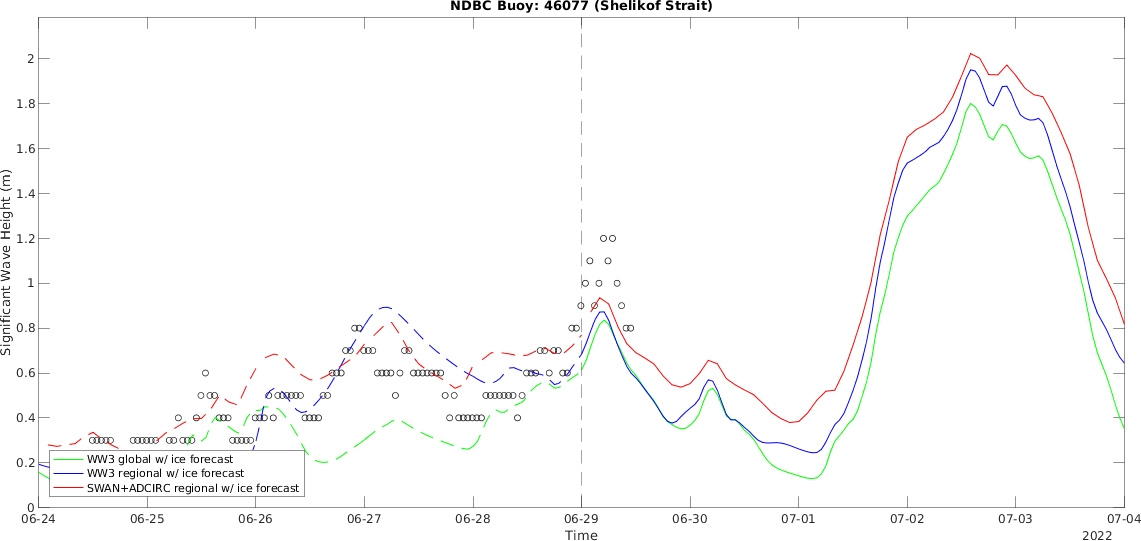 NDBC Buoy: 46077 (Shelikof Strait)
Significant Wave Height (m)
2
1.8
1.6
1.4
1.2
1
0.8
0.6
0.4
0.2
0
WW3 global w/ ice forecast
WW3 regional w/ ice forecast
SWAN+ADCIRC regional w/ ice forecast
06-24 06-25 06-26 06-27 06-28 06-29 06-30 07-01 07-02 07-03 07-04
Time
2022